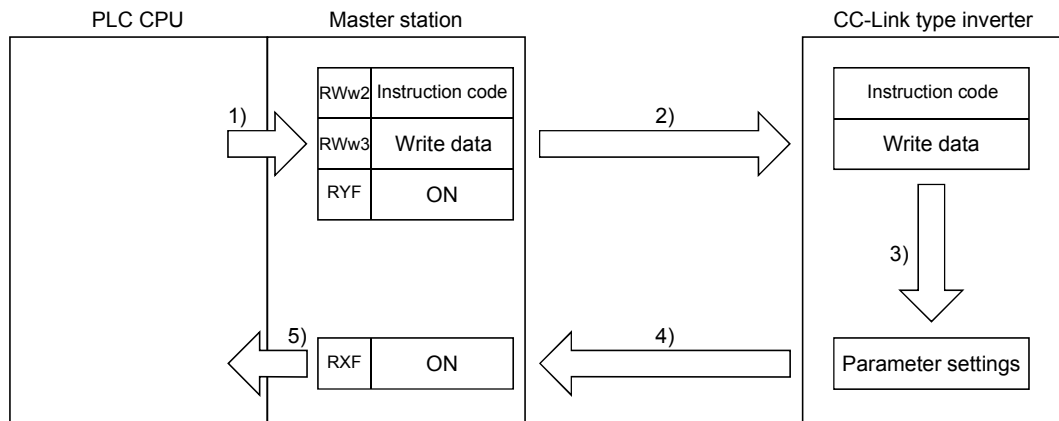 PLC CPU
Master station
CC-Link type inverter
RWw2 Instruction code
RWw3 Write data
RYF ON
1)
2)
Instruction code
Write data
3)
5)
4)
RXF ON
Parameter settings